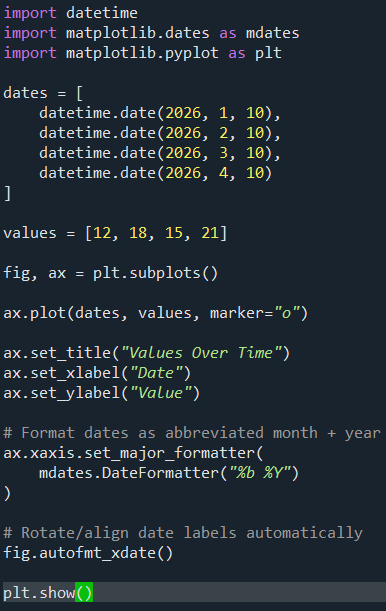 import datetime
import matplotlib.dates as mdates
import matplotlib.pyplot as plt

dates = [
    datetime.date(2026, 1, 10),
    datetime.date(2026, 2, 10),
    datetime.date(2026, 3, 10),
    datetime.date(2026, 4, 10)
]

values = [12, 18, 15, 21]

fig, ax = plt.subplots()

ax.plot(dates, values, marker="o")

ax.set_title("Values Over Time")
ax.set_xlabel("Date")
ax.set_ylabel("Value")

# Format dates as abbreviated month + year
ax.xaxis.set_major_formatter(
    mdates.DateFormatter("%b %Y")
)

# Rotate/align date labels automatically
fig.autofmt_xdate()

plt.show()